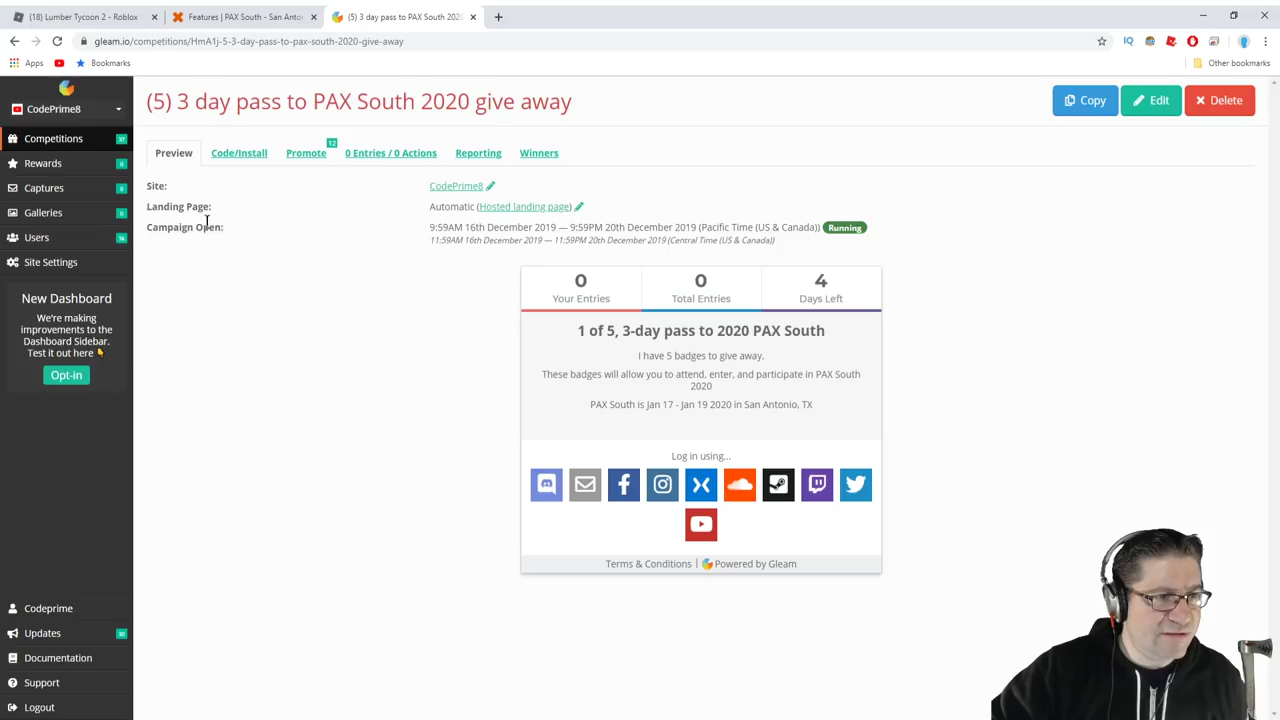 (18) Lumber Tycoon 2 - Roblox
Features | PAX South - San Anto
(5) 3 day pass to PAX South 202
gleam.io/competitions/HmA1j-5-3-day-pass-to-pax-south-2020-give-away
Apps
Bookmarks
Other bookmarks
CodePrime8
Competitions 37
Rewards 0
Captures 0
Galleries 0
Users
Site Settings
New Dashboard
We're making
improvements to the
Dashboard Sidebar.
Test it out here
Opt-in
Codeprime
Updates 30
Documentation
Support
Logout
(5) 3 day pass to PAX South 2020 give away
Copy
Edit
Delete
Preview
Code/Install
Promote 12
0 Entries / 0 Actions
Reporting
Winners
Site: CodePrime8
Landing Page: Automatic (Hosted landing page)
Campaign Open: 9:59AM 16th December 2019 — 9:59PM 20th December 2019 (Pacific Time (US & Canada)) Running
11:59AM 16th December 2019 — 11:59PM 20th December 2019 (Central Time (US & Canada))
0 0 4
Your Entries Total Entries Days Left
1 of 5, 3-day pass to 2020 PAX South
I have 5 badges to give away.
These badges will allow you to attend, enter, and participate in PAX South
2020
PAX South is Jan 17 - Jan 19 2020 in San Antonio, TX
Log in using...
Terms & Conditions | Powered by Gleam